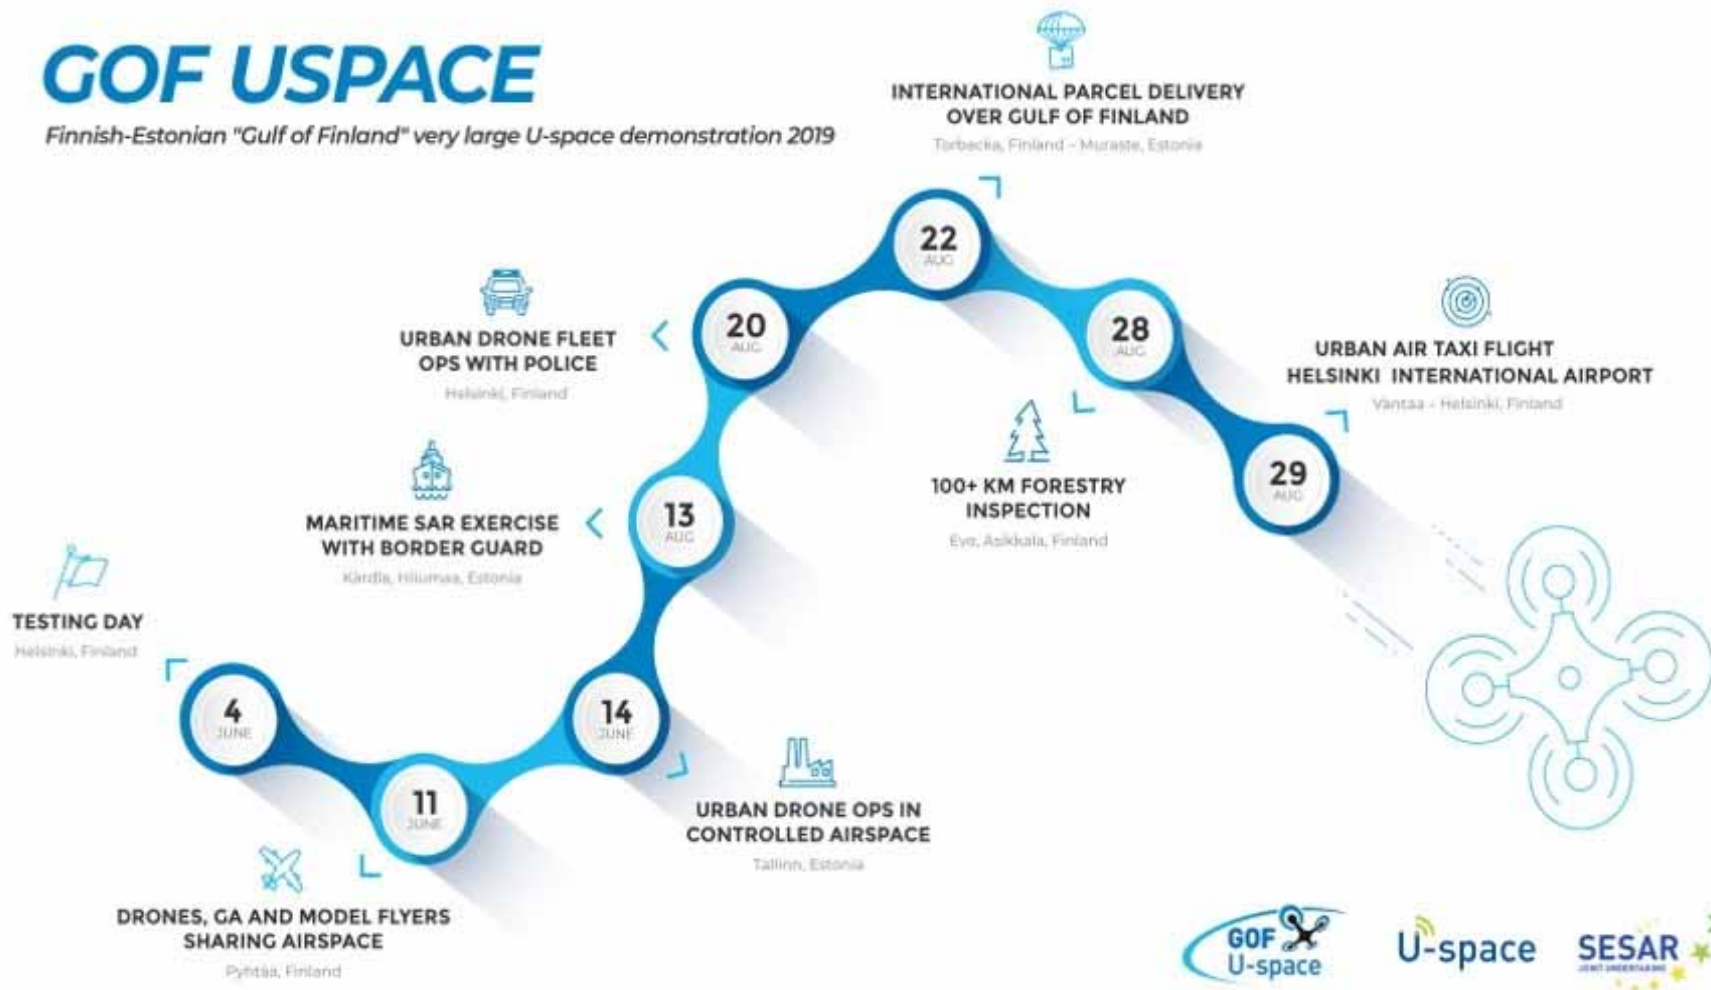 GOF USPACE
Finnish-Estonian "Gulf of Finland" very large U-space demonstration 2019
INTERNATIONAL PARCEL DELIVERY
OVER GULF OF FINLAND
Torbacka, Finland – Muraste, Estonia
22
AUG
URBAN DRONE FLEET
OPS WITH POLICE
Helsinki, Finland
20
AUG
28
AUG
URBAN AIR TAXI FLIGHT
HELSINKI INTERNATIONAL AIRPORT
Vantaa – Helsinki, Finland
29
AUG
100+ KM FORESTRY
INSPECTION
Evo, Asikkala, Finland
MARITIME SAR EXERCISE
WITH BORDER GUARD
Kärdla, Hiiumaa, Estonia
13
AUG
TESTING DAY
Helsinki, Finland
4
JUNE
11
JUNE
14
JUNE
URBAN DRONE OPS IN
CONTROLLED AIRSPACE
Tallinn, Estonia
DRONES, GA AND MODEL FLYERS
SHARING AIRSPACE
Pyhtää, Finland
GOF
U-space
U-space
SESAR
JOINT UNDERTAKING